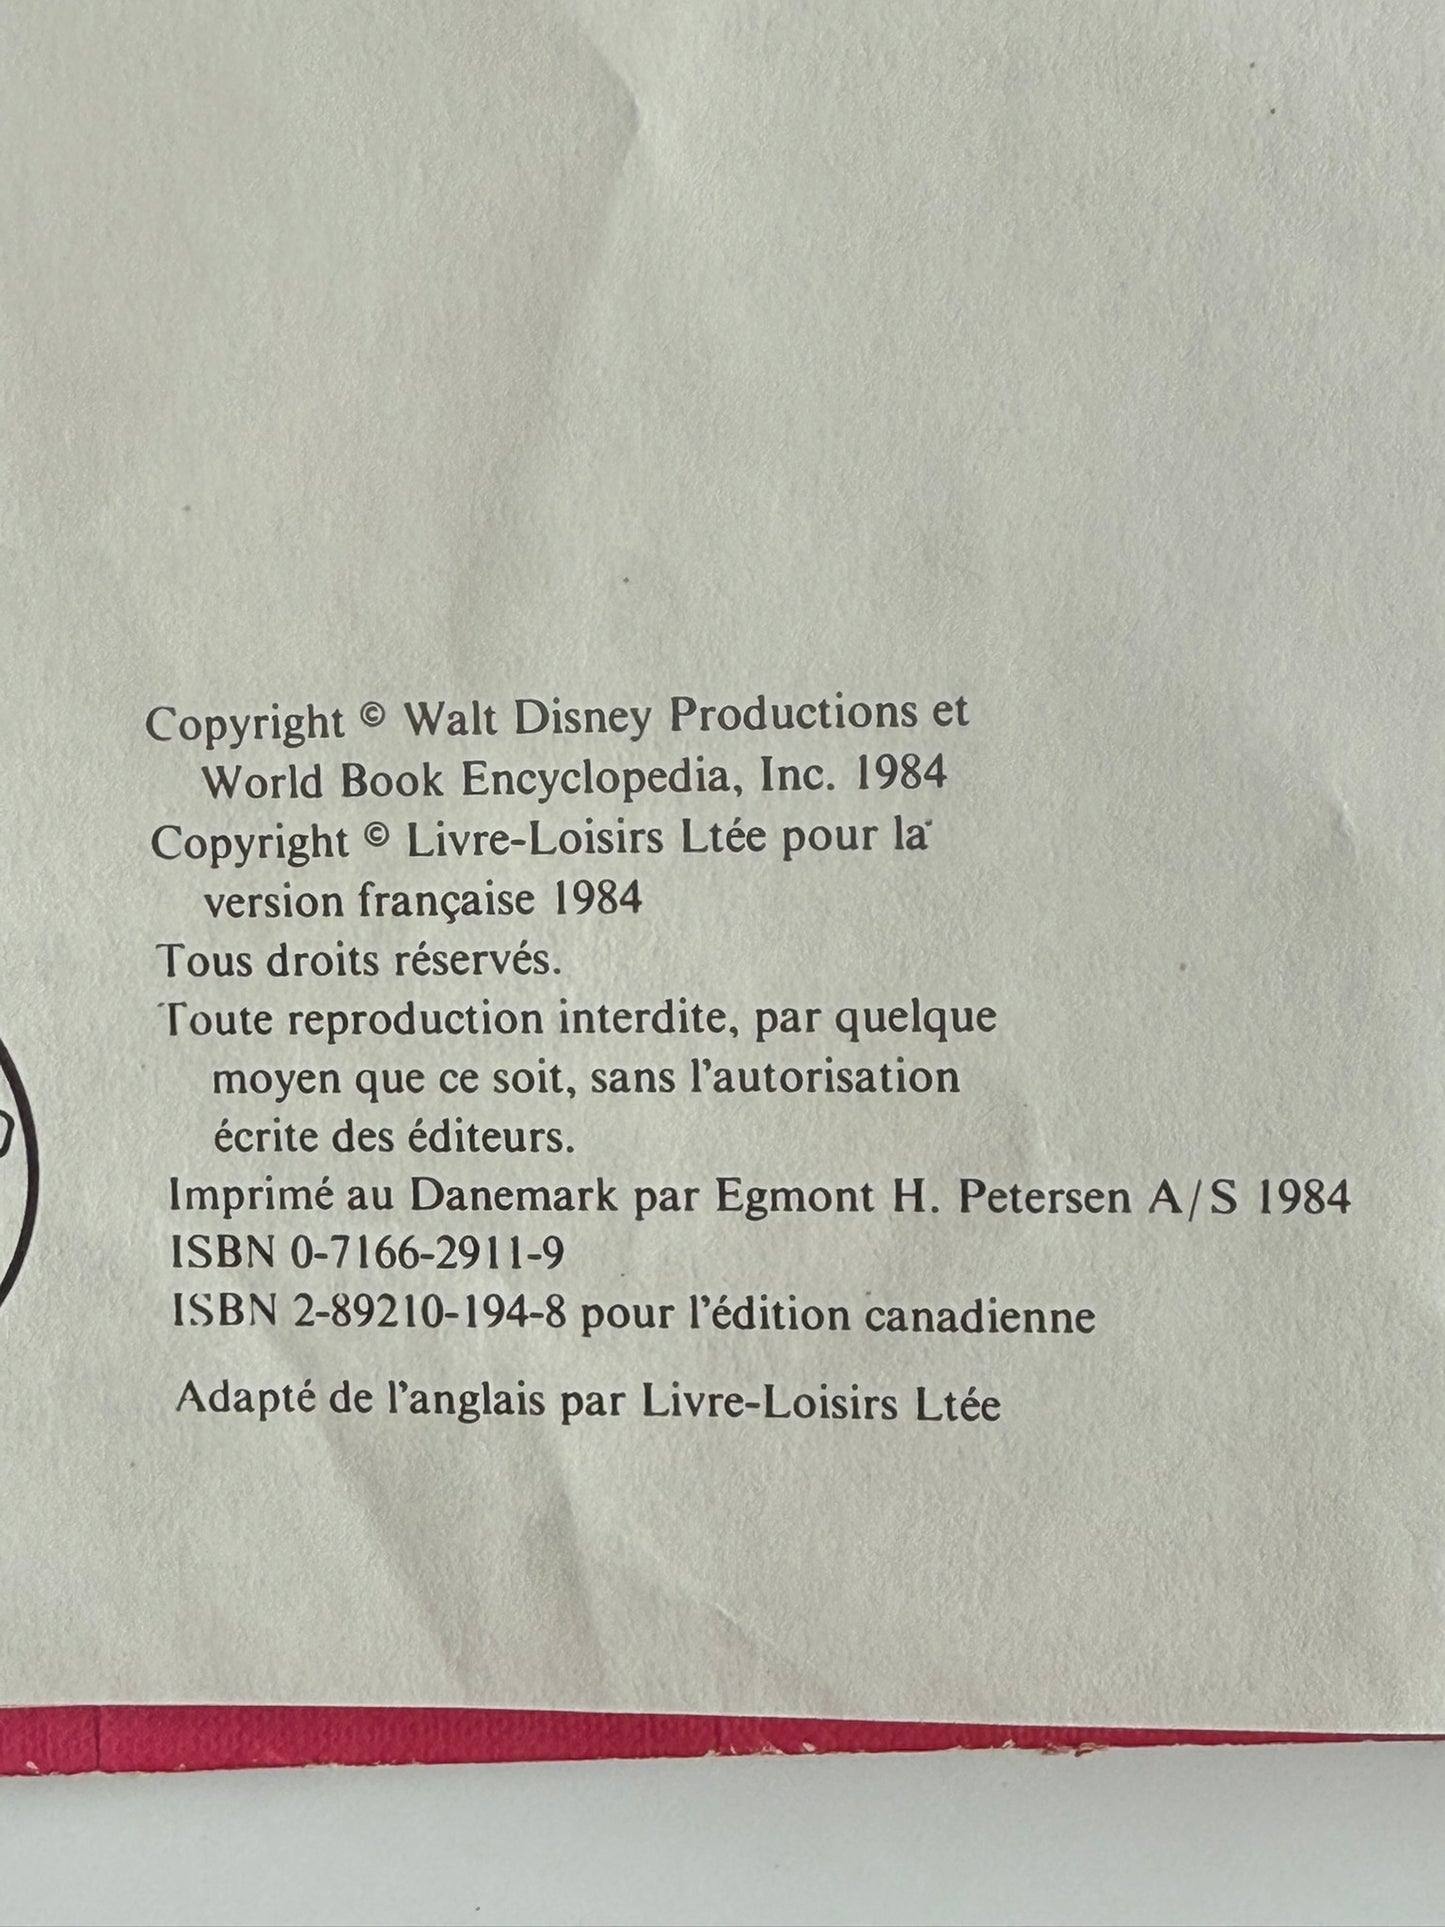 Copyright © Walt Disney Productions et
World Book Encyclopedia, Inc. 1984
Copyright © Livre-Loisirs Ltée pour la
version française 1984
Tous droits réservés.
Toute reproduction interdite, par quelque
moyen que ce soit, sans l'autorisation
écrite des éditeurs.
Imprimé au Danemark par Egmont H. Petersen A/S 1984
ISBN 0-7166-2911-9
ISBN 2-89210-194-8 pour l'édition canadienne
Adapté de l'anglais par Livre-Loisirs Ltée